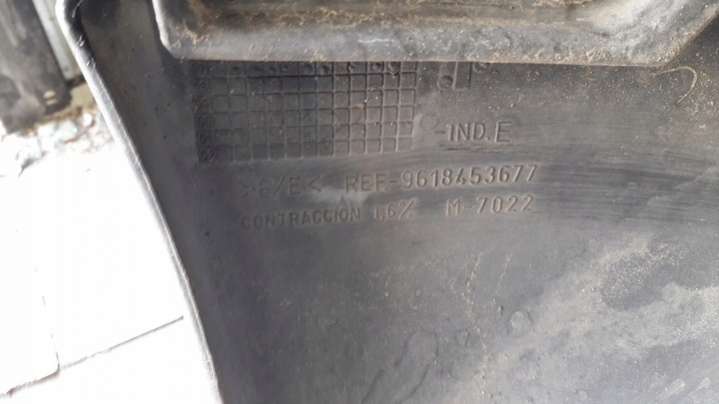 -IND.E
>E/E< REF-9618453677
CONTRACCION 1,6% M-7022